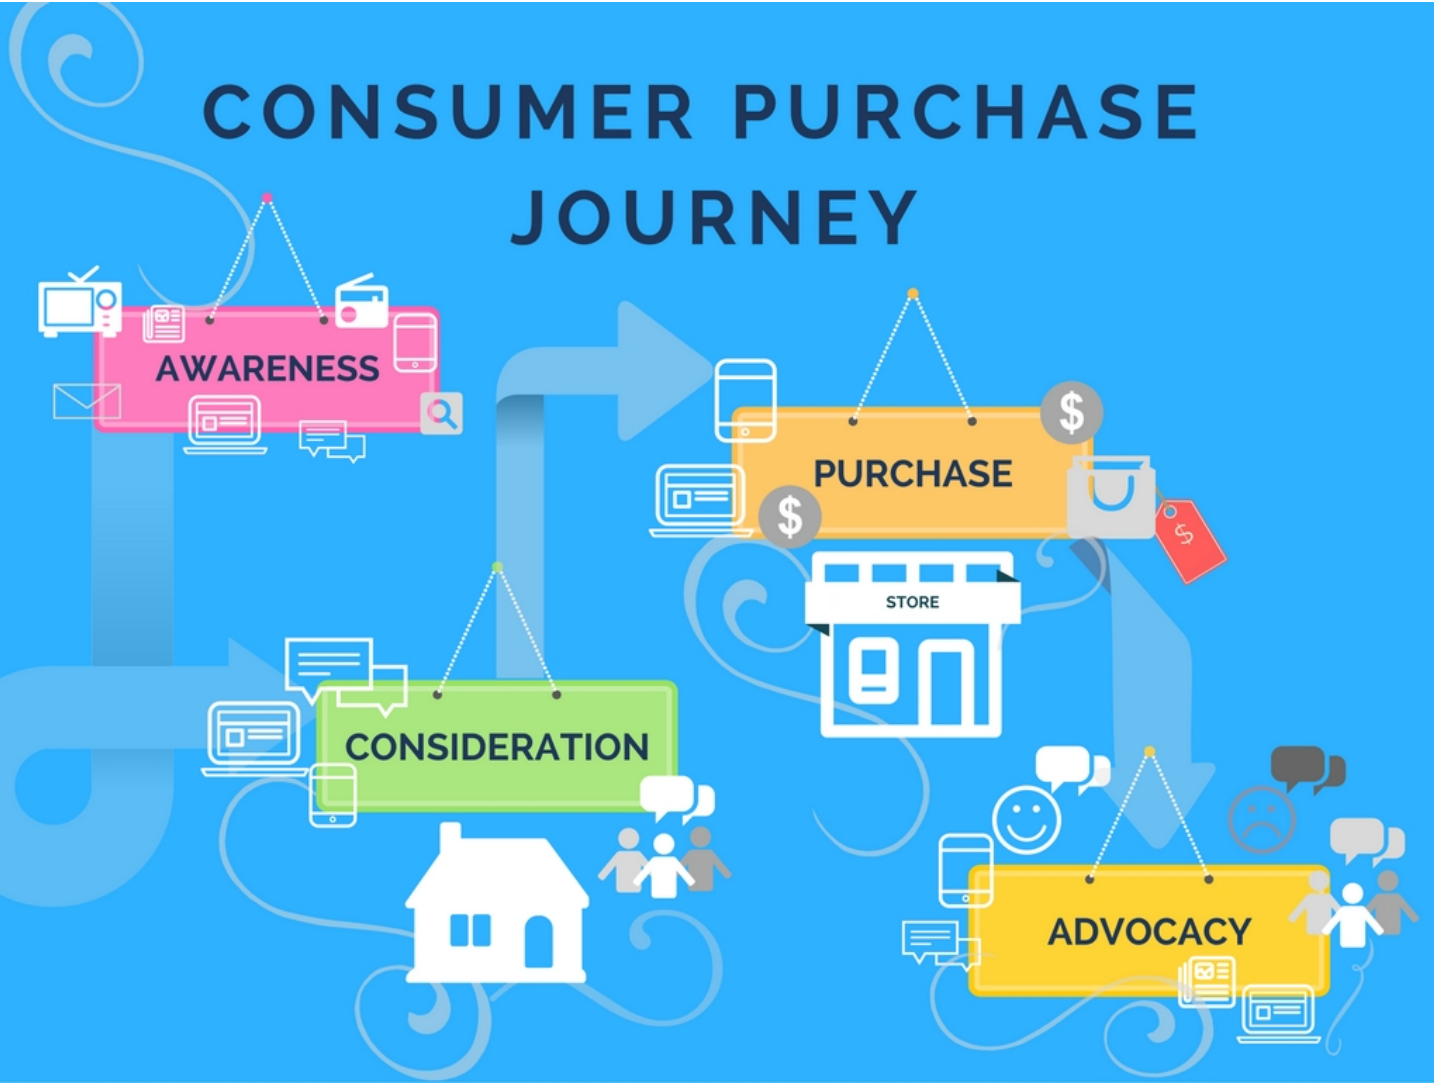 CONSUMER PURCHASE
JOURNEY
AWARENESS
CONSIDERATION
PURCHASE
$
$
$
STORE
ADVOCACY